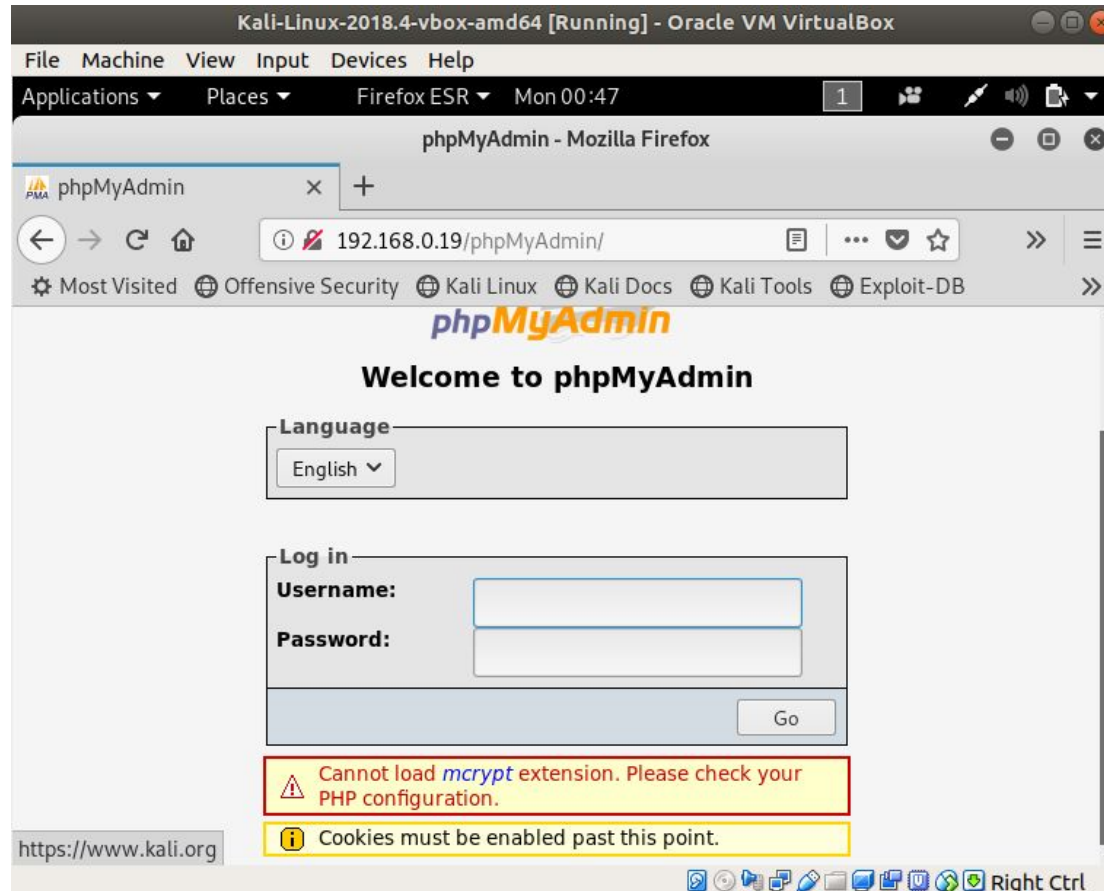 Kali-Linux-2018.4-vbox-amd64 [Running] - Oracle VM VirtualBox
File Machine View Input Devices Help
Applications Places Firefox ESR Mon 00:47 1
phpMyAdmin - Mozilla Firefox
PMA phpMyAdmin
192.168.0.19/phpMyAdmin/
Most Visited Offensive Security Kali Linux Kali Docs Kali Tools Exploit-DB
phpMyAdmin
Welcome to phpMyAdmin
Language
English
Log in
Username:
Password:
Go
Cannot load mcrypt extension. Please check your
PHP configuration.
Cookies must be enabled past this point.
https://www.kali.org
Right Ctrl